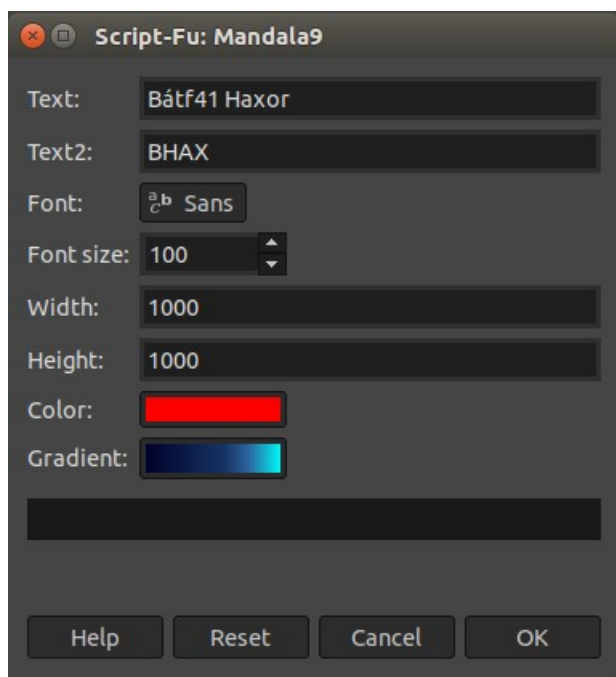 Script-Fu: Mandala9
Text: Bátf41 Haxor
Text2: BHAX
Font: a b c Sans
Font size: 100
Width: 1000
Height: 1000
Color:
Gradient:
Help Reset Cancel OK